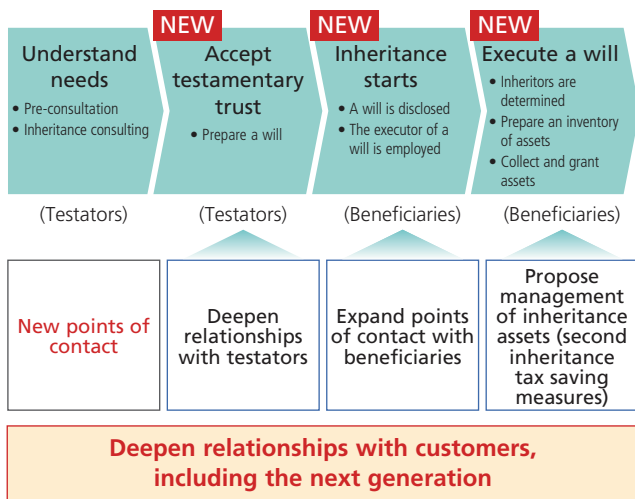 NEW
NEW
NEW
Understand
needs
• Pre-consultation
• Inheritance consulting
Accept
testamentary
trust
• Prepare a will
Inheritance
starts
• A will is disclosed
• The executor of a
will is employed
Execute a will
• Inheritors are
determined
• Prepare an inventory
of assets
• Collect and grant
assets
(Testators)
(Testators)
(Beneficiaries)
(Beneficiaries)
New points of
contact
Deepen
relationships
with testators
Expand points
of contact with
beneficiaries
Propose
management
of inheritance
assets (second
inheritance
tax saving
measures)
Deepen relationships with customers,
including the next generation